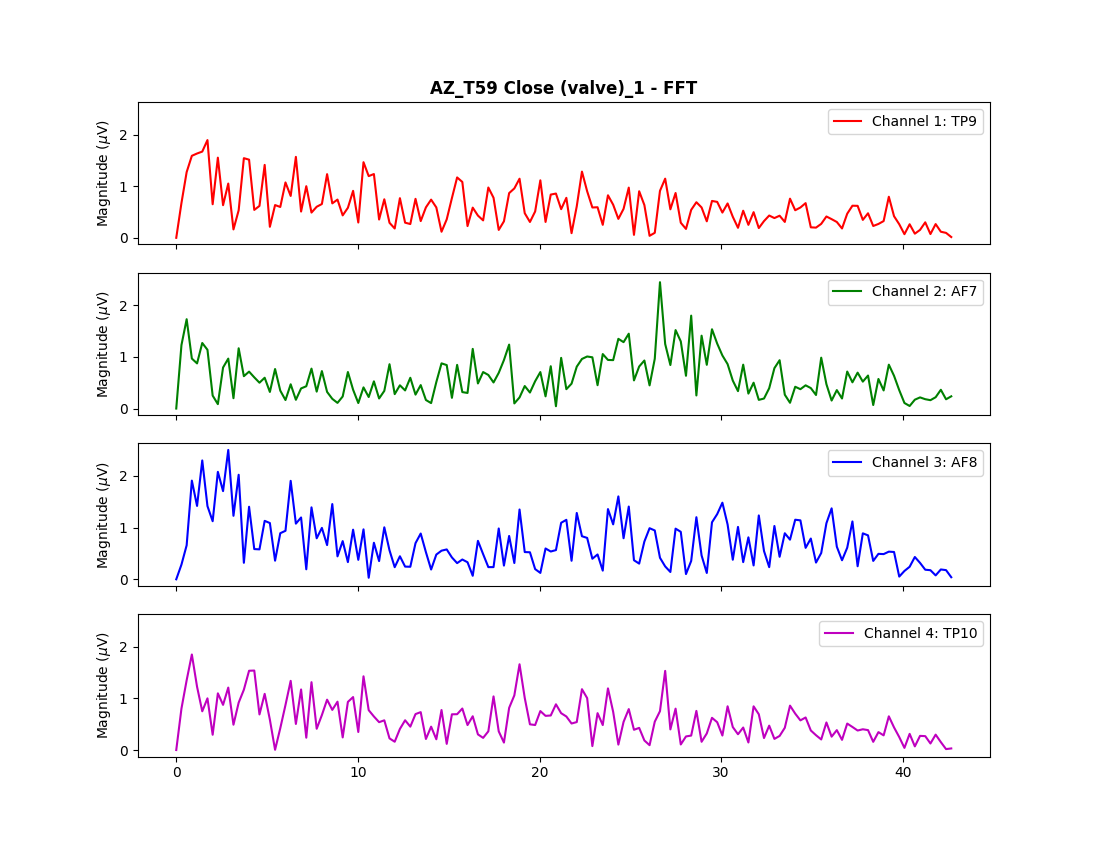 AZ_T59 Close (valve)_1 - FFT
Magnitude (μV)
2
1
0
Channel 1: TP9
Magnitude (μV)
2
1
0
Channel 2: AF7
Magnitude (μV)
2
1
0
Channel 3: AF8
Magnitude (μV)
2
1
0
Channel 4: TP10
0 10 20 30 40